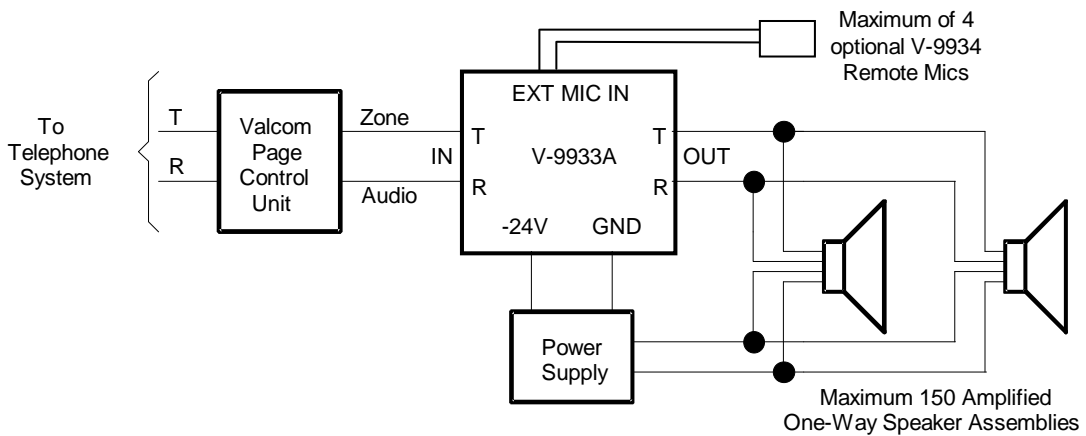 Maximum of 4
optional V-9934
Remote Mics
To
Telephone
System
T
R
Valcom
Page
Control
Unit
Zone
Audio
EXT MIC IN
IN
T
R
V-9933A
T
R
OUT
-24V
GND
Power
Supply
Maximum 150 Amplified
One-Way Speaker Assemblies